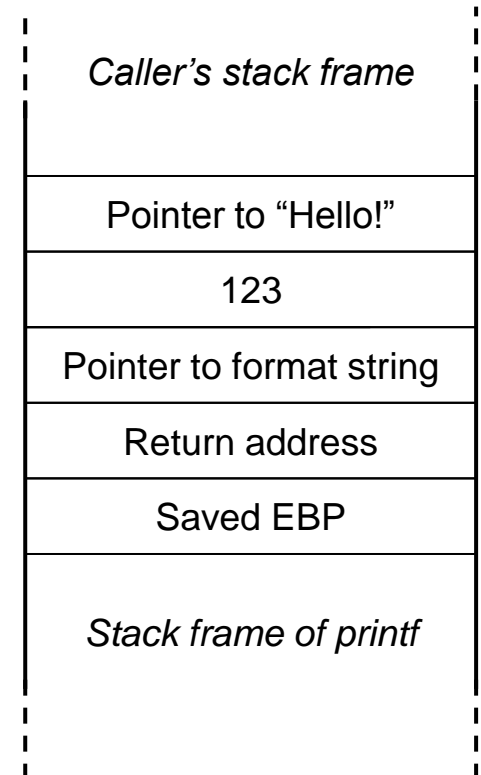 Caller’s stack frame
Pointer to “Hello!”
123
Pointer to format string
Return address
Saved EBP
Stack frame of printf